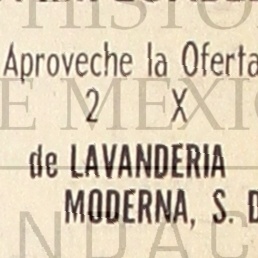 Aproveche la Oferta
2 X
de LAVANDERIA
MODERNA, S.